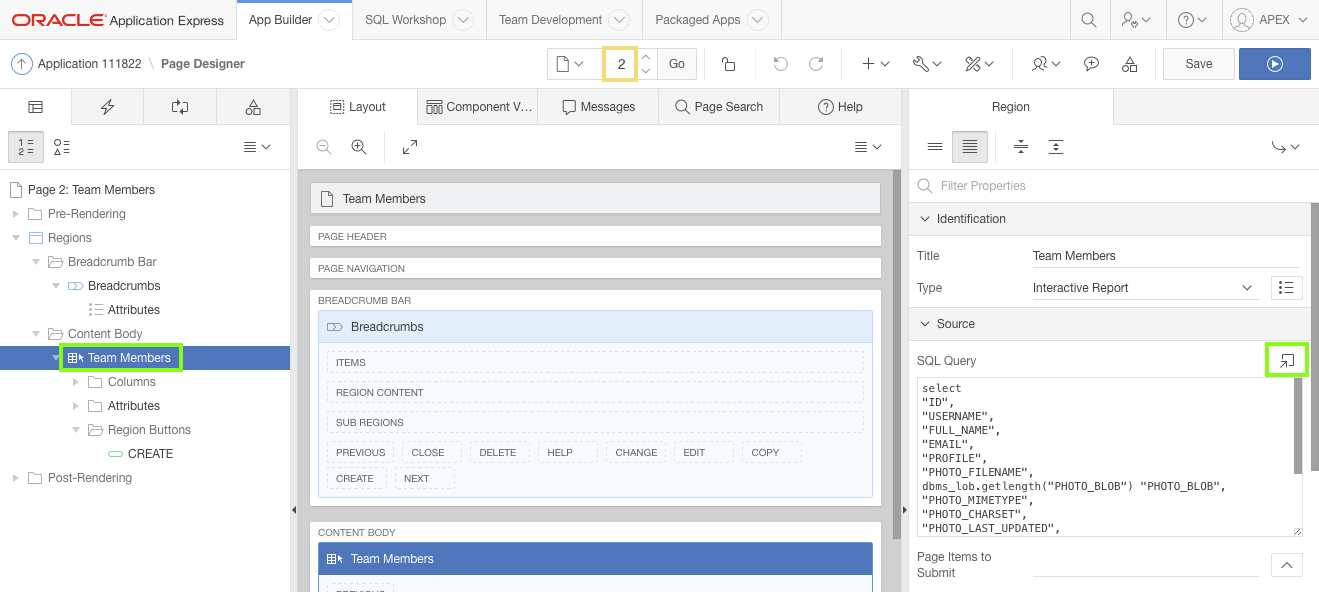 ORACLE Application Express App Builder SQL Workshop Team Development Packaged Apps APEX
Application 111822 \ Page Designer 2 Go Save
Layout Component V... Messages Page Search Help Region
1 2
Page 2: Team Members
Pre-Rendering
Regions
Breadcrumb Bar
Breadcrumbs
Attributes
Content Body
Team Members
Columns
Attributes
Region Buttons
CREATE
Post-Rendering
Team Members
PAGE HEADER
PAGE NAVIGATION
BREADCRUMB BAR
Breadcrumbs
ITEMS
REGION CONTENT
SUB REGIONS
PREVIOUS CLOSE DELETE HELP CHANGE EDIT COPY
CREATE NEXT
CONTENT BODY
Team Members
PREVIOUS
Filter Properties
Identification
Title Team Members
Type Interactive Report
Source
SQL Query
select
"ID",
"USERNAME",
"FULL_NAME",
"EMAIL",
"PROFILE",
"PHOTO_FILENAME",
dbms_lob.getlength("PHOTO_BLOB") "PHOTO_BLOB",
"PHOTO_MIMETYPE",
"PHOTO_CHARSET",
"PHOTO_LAST_UPDATED",
Page Items to
Submit